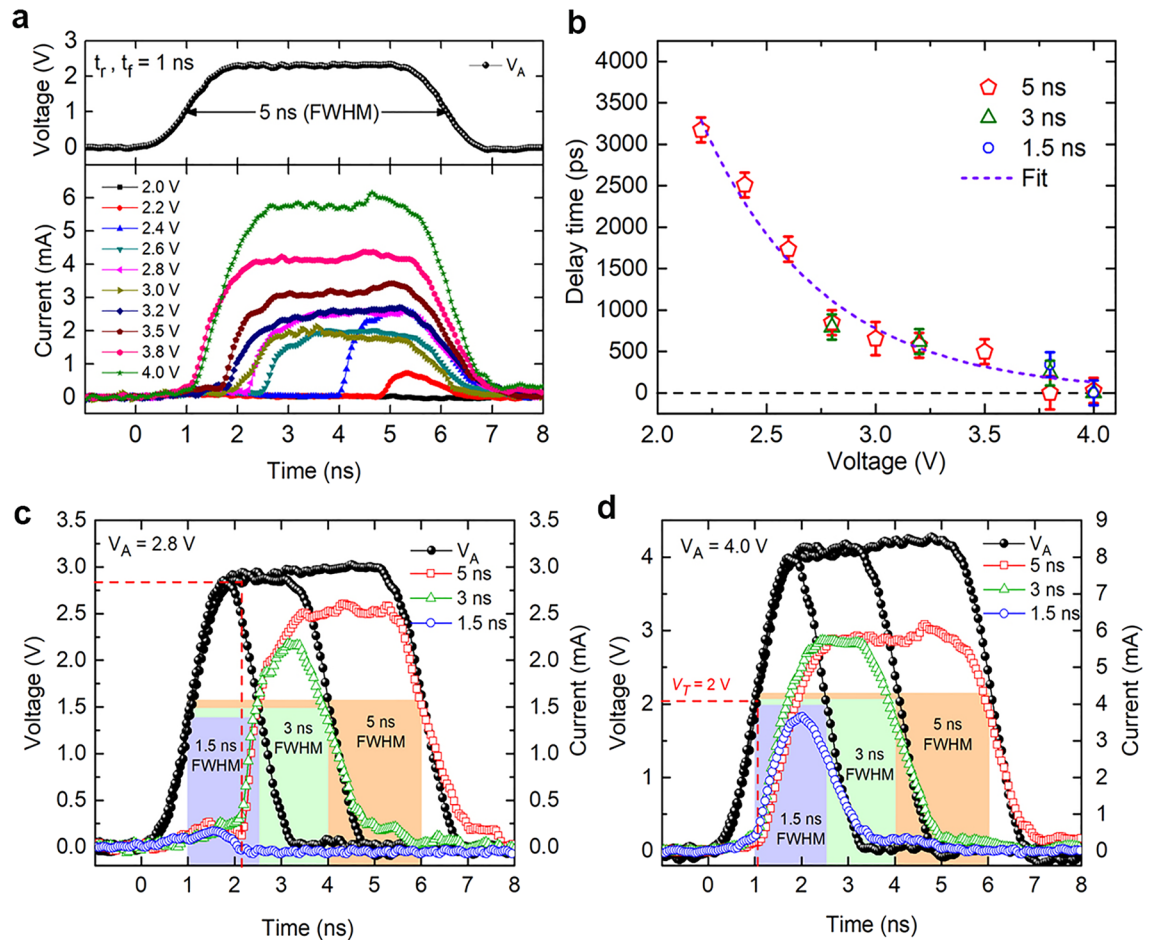 a
3
2
1
0
Voltage (V)
t_r , t_f = 1 ns
V_A
5 ns (FWHM)
6
5
4
3
2
1
0
Current (mA)
2.0 V
2.2 V
2.4 V
2.6 V
2.8 V
3.0 V
3.2 V
3.5 V
3.8 V
4.0 V
0 1 2 3 4 5 6 7 8
Time (ns)
b
4000
3500
3000
2500
2000
1500
1000
500
0
Delay time (ps)
5 ns
3 ns
1.5 ns
Fit
2.0 2.5 3.0 3.5 4.0
Voltage (V)
c
3.5
3.0
2.5
2.0
1.5
1.0
0.5
0.0
Voltage (V)
V_A = 2.8 V
V_A
5 ns
3 ns
1.5 ns
1.5 ns
FWHM
3 ns
FWHM
5 ns
FWHM
3.5
3.0
2.5
2.0
1.5
1.0
0.5
0.0
Current (mA)
0 1 2 3 4 5 6 7 8
Time (ns)
d
4
3
2
1
0
Voltage (V)
V_A = 4.0 V
V_A
5 ns
3 ns
1.5 ns
V_T = 2 V
1.5 ns
FWHM
3 ns
FWHM
5 ns
FWHM
9
8
7
6
5
4
3
2
1
0
Current (mA)
0 1 2 3 4 5 6 7 8
Time (ns)